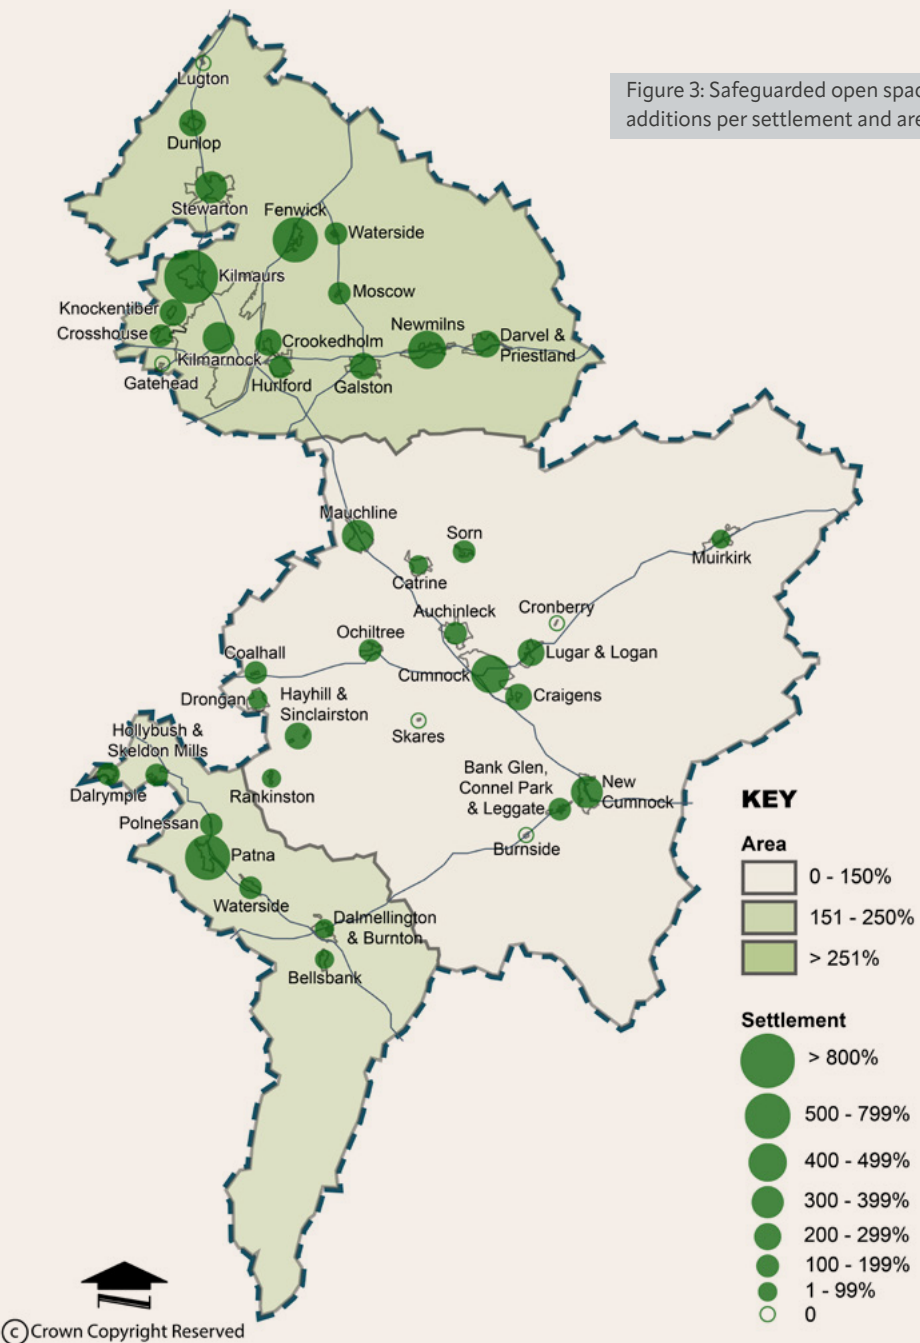 Figure 3: Safeguarded open spac
additions per settlement and are
Lugton
Dunlop
Stewarton
Fenwick
Waterside
Kilmaurs
Moscow
Knockentiber
Crosshouse
Newmilns
Darvel &
Priestland
Crookedholm
Kilmarnock
Gatehead
Hurlford
Galston
Mauchline
Sorn
Muirkirk
Catrine
Auchinleck
Cronberry
Ochiltree
Coalhall
Lugar & Logan
Cumnock
Drongan
Hayhill &
Sinclairston
Craigens
Skares
Hollybush &
Skeldon Mills
Dalrymple
Rankinston
Bank Glen,
Connel Park
& Leggate
New
Cumnock
Polnessan
Burnside
Patna
Waterside
Dalmellington
& Burnton
Bellsbank
KEY
Area
0 - 150%
151 - 250%
> 251%
Settlement
> 800%
500 - 799%
400 - 499%
300 - 399%
200 - 299%
100 - 199%
1 - 99%
0
N
© Crown Copyright Reserved